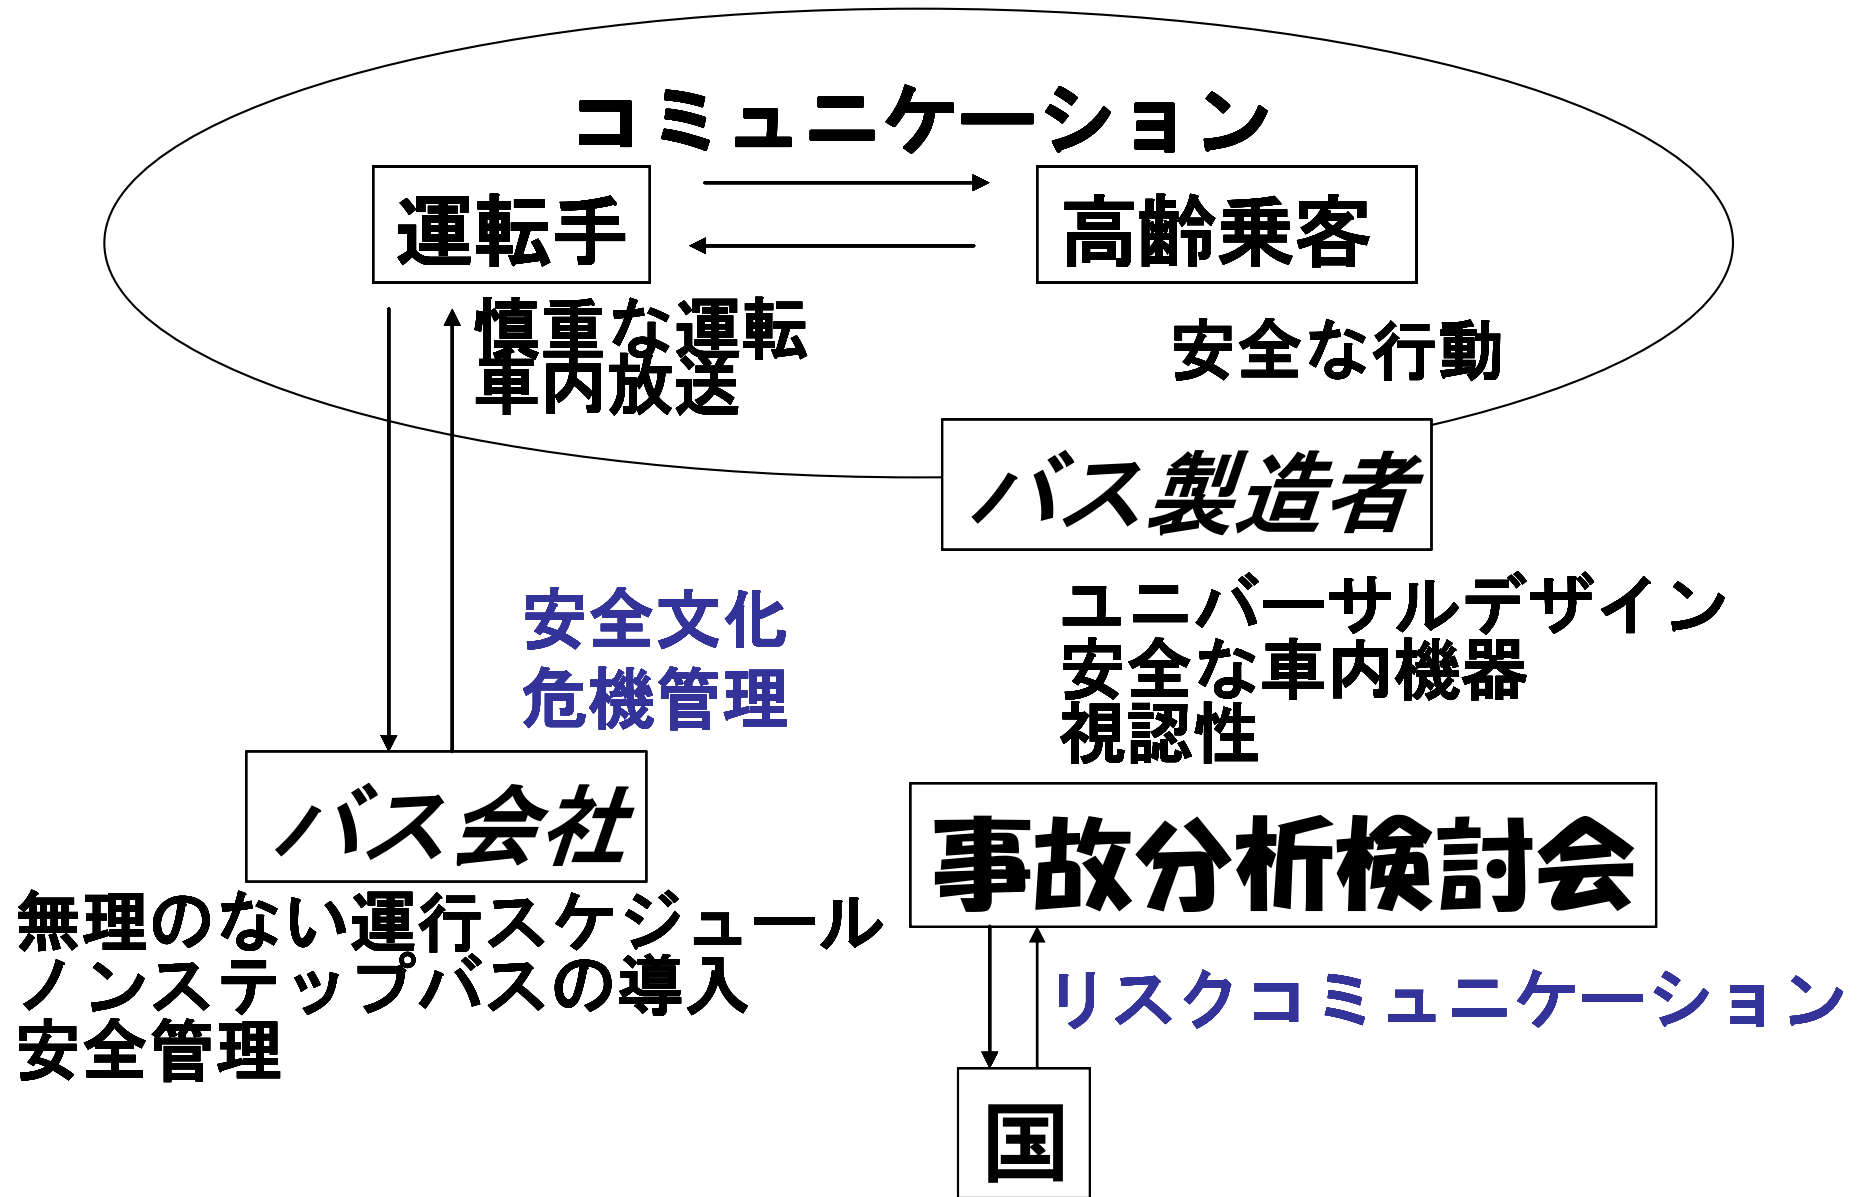 コミュニケーション
運転手
高齢乗客
慎重な運転
車内放送
安全な行動
バス製造者
安全文化
危機管理
ユニバーサルデザイン
安全な車内機器
視認性
バス会社
無理のない運行スケジュール
ノンステップバスの導入
安全管理
事故分析検討会
リスクコミュニケーション
国